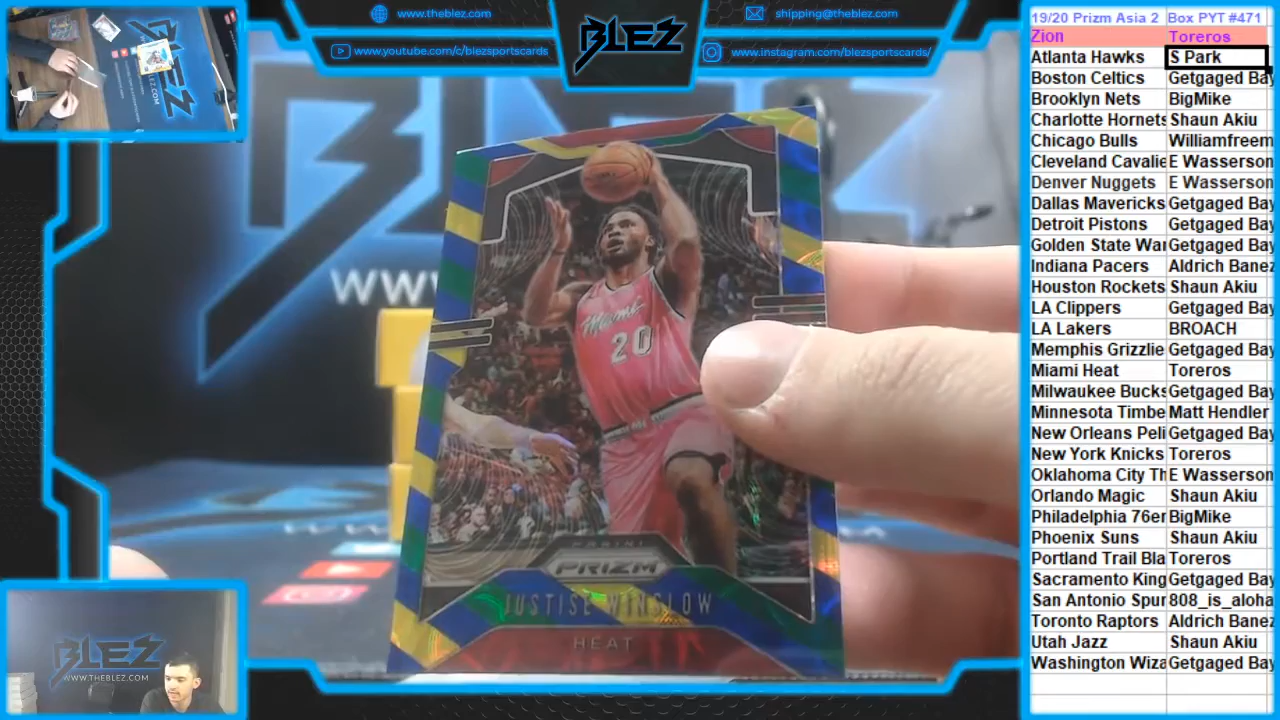 www.theblez.com
shipping@theblez.com
www.youtube.com/c/blezsportscards
www.instagram.com/blezsportscards/
BLEZ
19/20 Prizm Asia 2 Box PYT #471
Zion Toreros
Atlanta Hawks S Park
Boston Celtics Getgaged Bay
Brooklyn Nets BigMike
Charlotte Hornets Shaun Akiu
Chicago Bulls Williamfreem
Cleveland Cavalie E Wasserson
Denver Nuggets E Wasserson
Dallas Mavericks Getgaged Bay
Detroit Pistons Getgaged Bay
Golden State War Getgaged Bay
Indiana Pacers Aldrich Banez
Houston Rockets Shaun Akiu
LA Clippers Getgaged Bay
LA Lakers BROACH
Memphis Grizzlie Getgaged Bay
Miami Heat Toreros
Milwaukee Bucks Getgaged Bay
Minnesota Timbe Matt Hendler
New Orleans Peli Getgaged Bay
New York Knicks Toreros
Oklahoma City Th E Wasserson
Orlando Magic Shaun Akiu
Philadelphia 76er BigMike
Phoenix Suns Shaun Akiu
Portland Trail Bla Toreros
Sacramento King Getgaged Bay
San Antonio Spur 808_is_aloha
Toronto Raptors Aldrich Banez
Utah Jazz Shaun Akiu
Washington Wiza Getgaged Bay
BLEZ
WWW
Miami
20
PANINI
PRIZM
JUSTISE WINSLOW
HEAT
BLEZ
WWW.THEBLEZ.COM